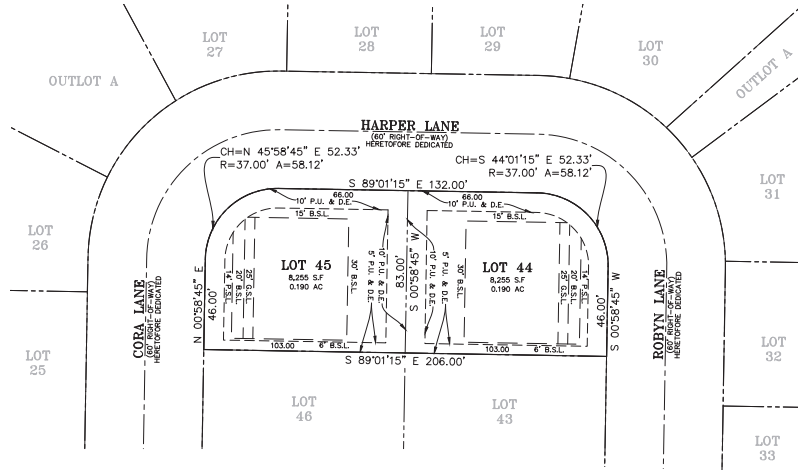 LOT
27
LOT
28
LOT
29
LOT
30
OUTLOT A
OUTLOT A
HARPER LANE
(60' RIGHT-OF-WAY)
HERETOFORE DEDICATED
CH=N 45°58'45" E 52.33'
R=37.00' A=58.12'
CH=S 44°01'15" E 52.33'
R=37.00' A=58.12'
S 89°01'15" E 132.00'
66.00
10' P.U. & D.E.
15' B.S.L.
66.00
10' P.U. & D.E.
15' B.S.L.
LOT
31
LOT
26
CORA LANE
(60' RIGHT-OF-WAY)
HERETOFORE DEDICATED
N 00°58'45" E
46.00'
14' P.S.L.
20' B.S.L.
25' G.S.L.
LOT 45
8,255 S.F
0.190 AC
30' B.S.L.
5' P.U. & D.E.
10' P.U. & D.E.
83.00'
S 00°58'45" W
10' P.U. & D.E.
5' P.U. & D.E.
30' B.S.L.
LOT 44
8,255 S.F
0.190 AC
25' G.S.L.
20' B.S.L.
14' P.S.L.
46.00'
S 00°58'45" W
ROBYN LANE
(60' RIGHT-OF-WAY)
HERETOFORE DEDICATED
103.00
6' B.S.L.
103.00
6' B.S.L.
S 89°01'15" E 206.00'
LOT
25
LOT
46
LOT
43
LOT
32
LOT
33